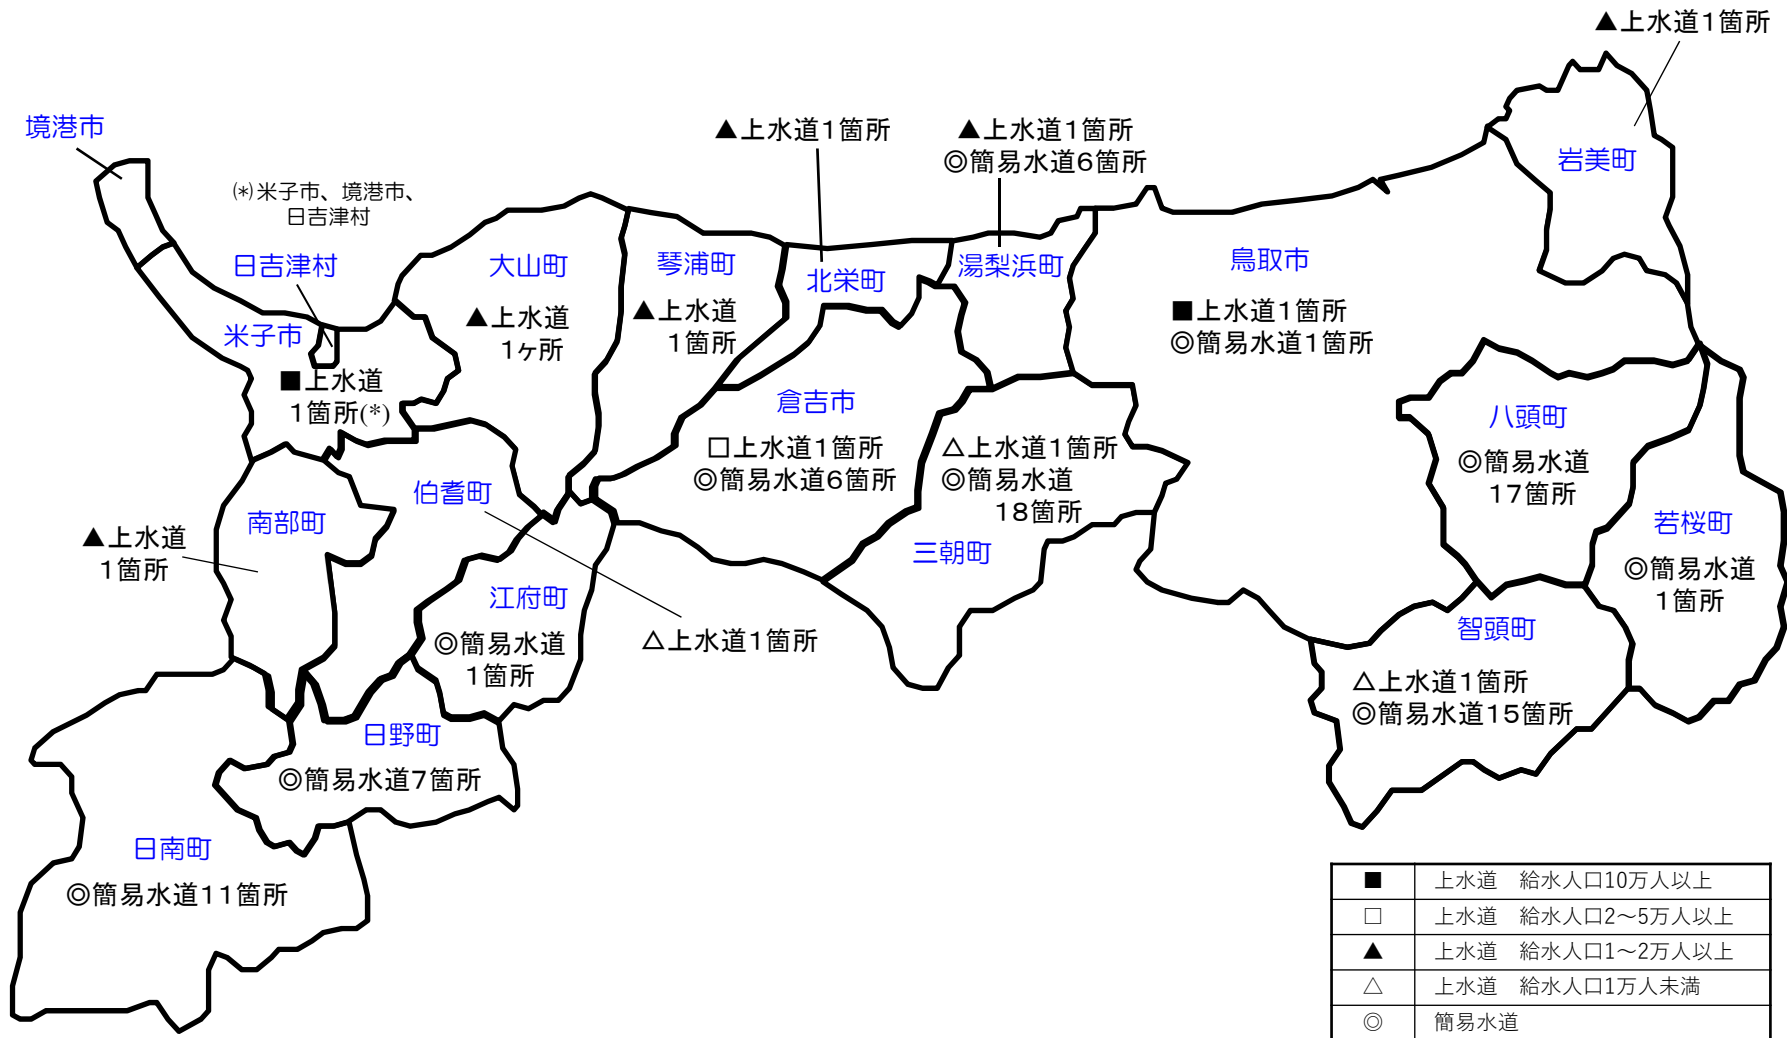 ▲上水道1箇所
境港市
▲上水道1箇所
▲上水道1箇所
◎簡易水道6箇所
岩美町
(*)米子市、境港市、
日吉津村
日吉津村
大山町
琴浦町
北栄町
湯梨浜町
鳥取市
▲上水道
1ヶ所
▲上水道
1箇所
■上水道1箇所
◎簡易水道1箇所
米子市
■上水道
1箇所(*)
倉吉市
□上水道1箇所
◎簡易水道6箇所
△上水道1箇所
◎簡易水道
18箇所
三朝町
八頭町
◎簡易水道
17箇所
伯耆町
南部町
▲上水道
1箇所
若桜町
◎簡易水道
1箇所
江府町
◎簡易水道
1箇所
△上水道1箇所
智頭町
△上水道1箇所
◎簡易水道15箇所
日野町
◎簡易水道7箇所
日南町
◎簡易水道11箇所
■ 上水道　給水人口10万人以上
□ 上水道　給水人口2～5万人以上
▲ 上水道　給水人口1～2万人以上
△ 上水道　給水人口1万人未満
◎ 簡易水道